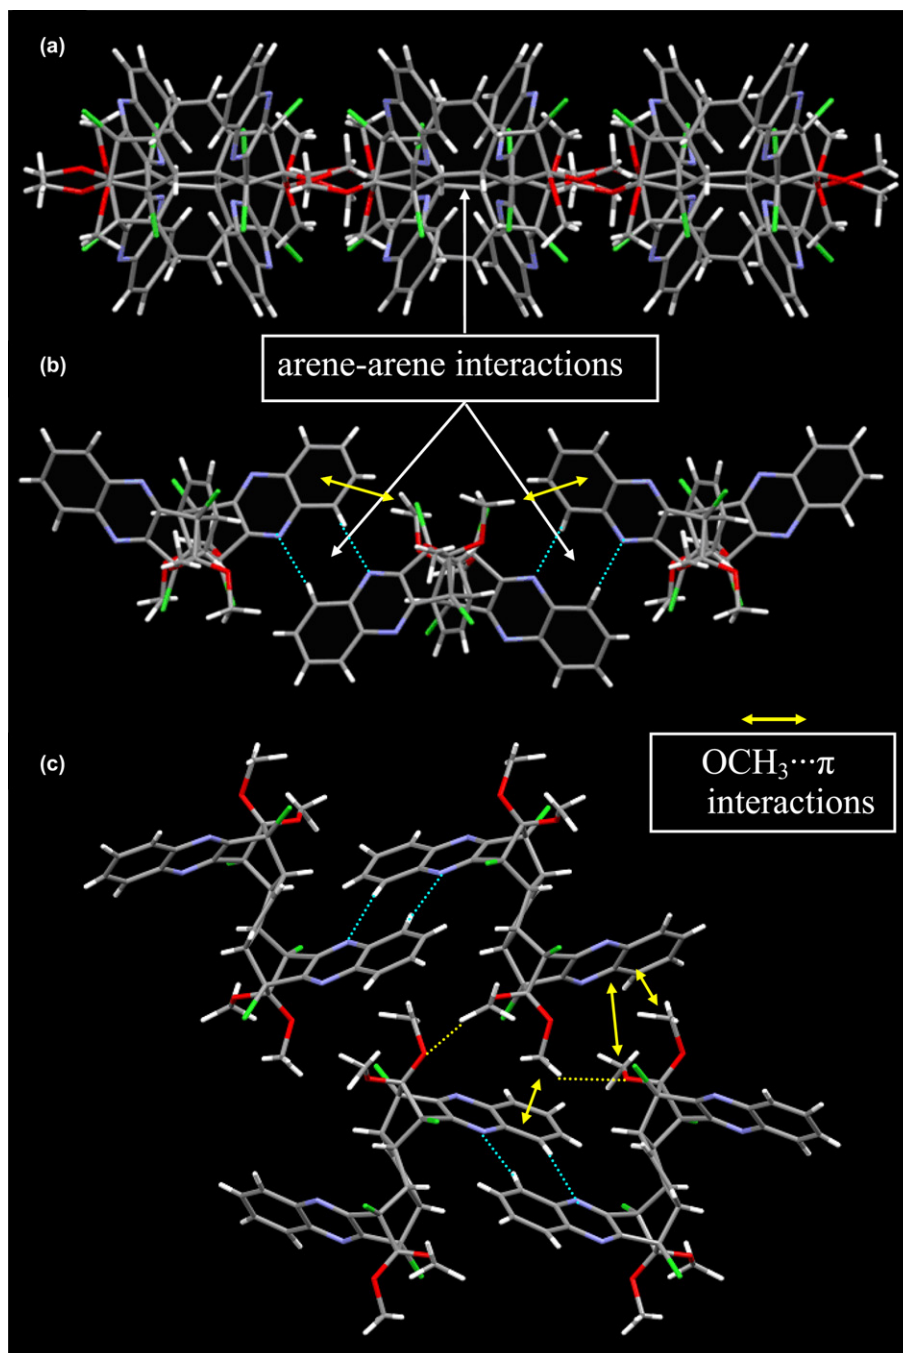 (a)
(b)
arene-arene interactions
(c)
OCH₃···π
interactions